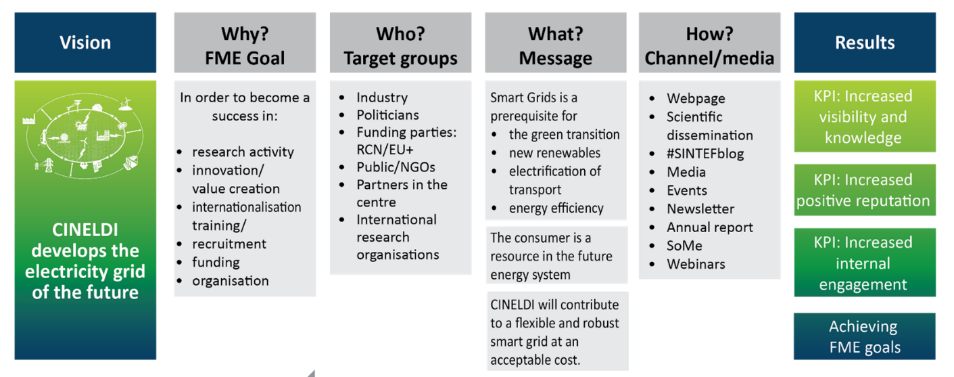 Vision
CINELDI
develops the
electricity grid
of the future
Why?
FME Goal
In order to become a
success in:
• research activity
• innovation/
value creation
• internationalisation
training/
• recruitment
• funding
• organisation
Who?
Target groups
• Industry
• Politicians
• Funding parties:
RCN/EU+
• Public/NGOs
• Partners in the
centre
• International
research
organisations
What?
Message
Smart Grids is a
prerequisite for
• the green transition
• new renewables
• electrification of
transport
• energy efficiency
The consumer is a
resource in the future
energy system
CINELDI will contribute
to a flexible and robust
smart grid at an
acceptable cost.
How?
Channel/media
• Webpage
• Scientific
dissemination
• #SINTEFblog
• Media
• Events
• Newsletter
• Annual report
• SoMe
• Webinars
Results
KPI: Increased
visibility and
knowledge
KPI: Increased
positive reputation
KPI: Increased
internal
engagement
Achieving
FME goals